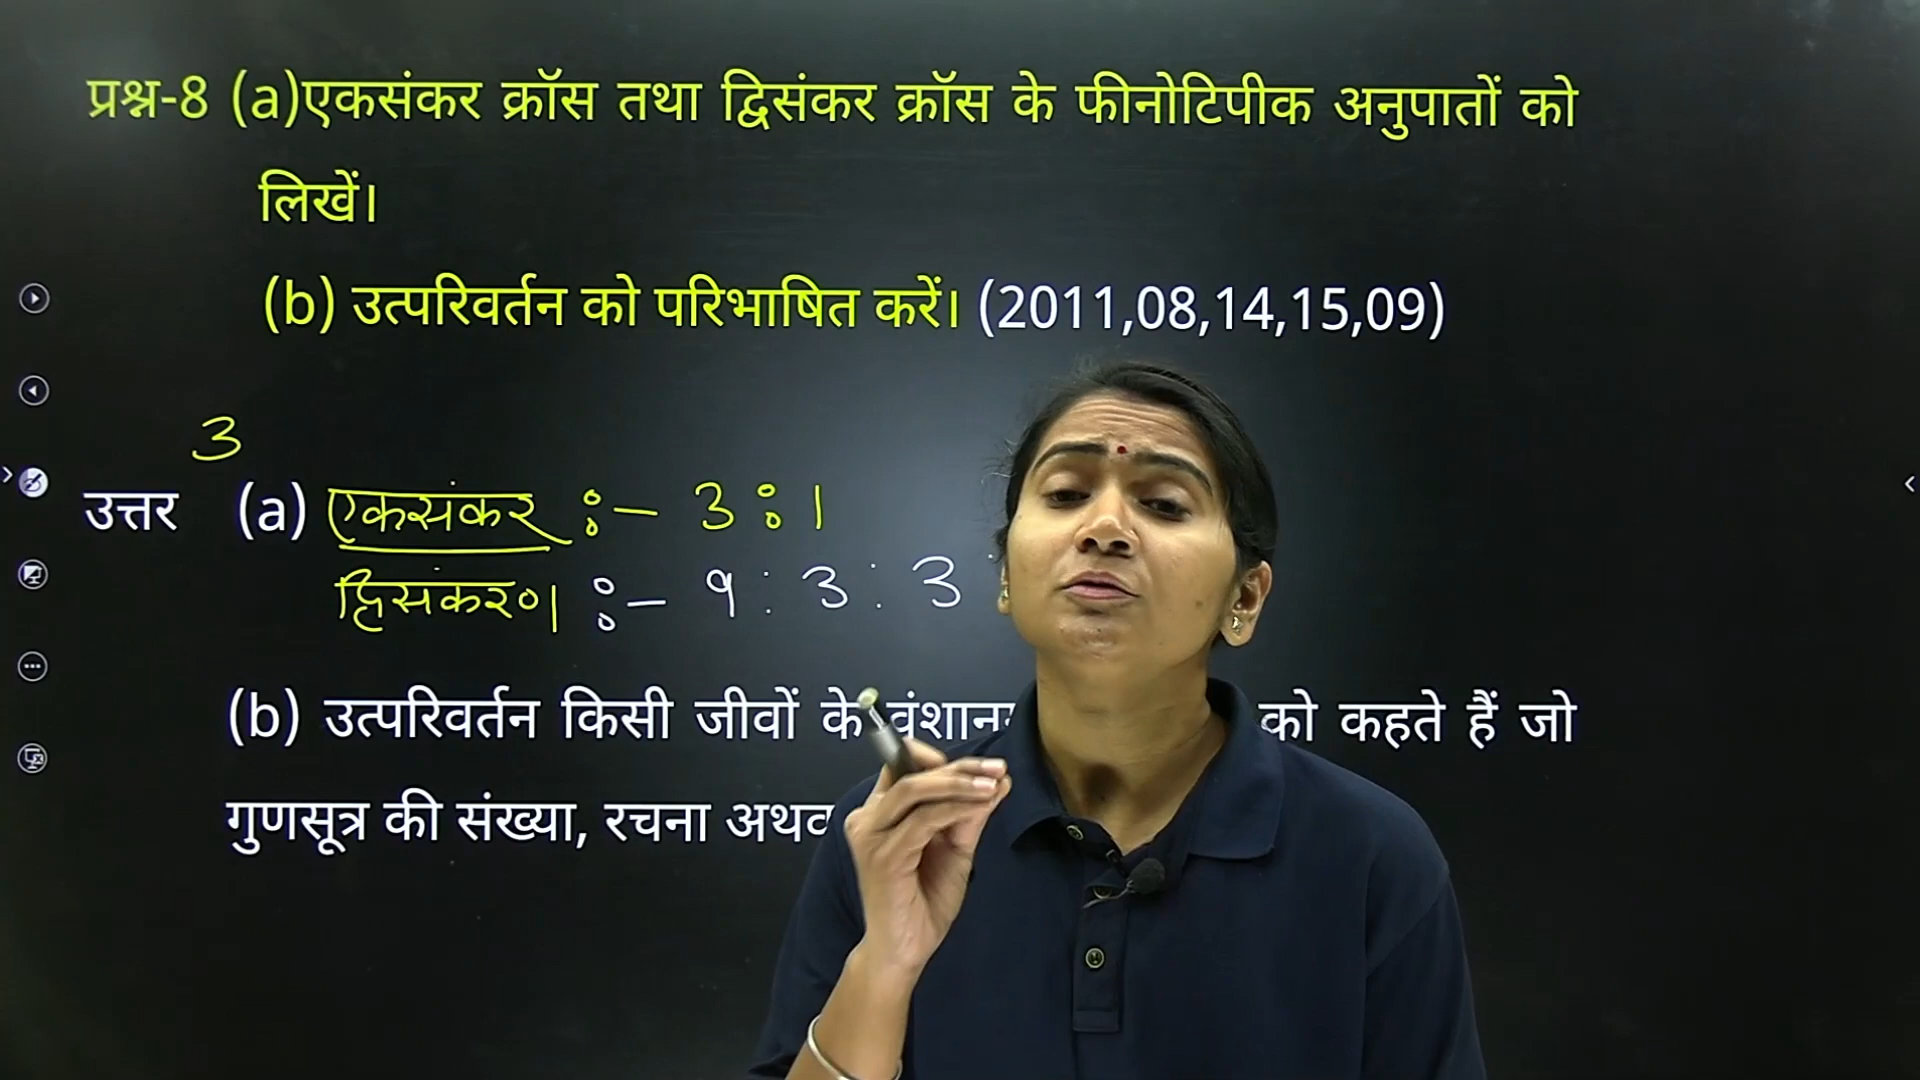 प्रश्न-8 (a)एकसंकर क्रॉस तथा द्विसंकर क्रॉस के फीनोटिपीक अनुपातों को
लिखें।
(b) उत्परिवर्तन को परिभाषित करें। (2011,08,14,15,09)
3
उत्तर (a) एकसंकर :- 3 : 1
द्विसंकरण :- 9 : 3 : 3
(b) उत्परिवर्तन किसी जीवों के को कहते हैं जो
गुणसूत्र की संख्या, रचना